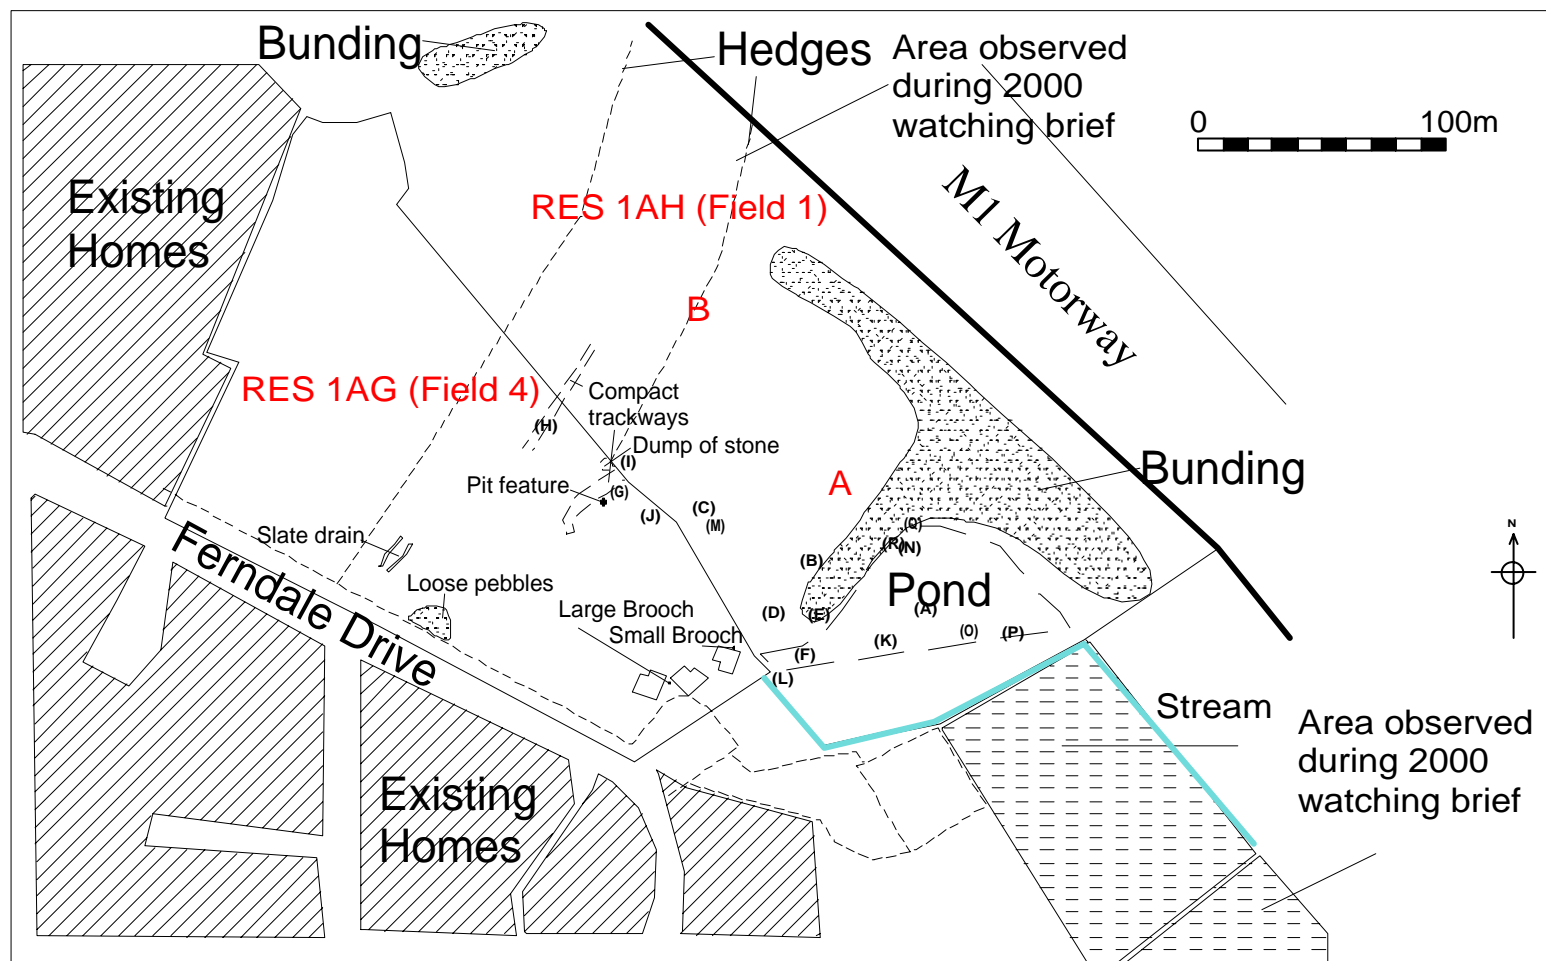 Bunding
Hedges
Area observed
during 2000
watching brief
0
100m
M1 Motorway
Existing
Homes
RES 1AH (Field 1)
B
RES 1AG (Field 4)
Compact
trackways
(H)
Dump of stone
(I)
Pit feature
(G)
(J)
(C)
(M)
A
Bunding
(Q)
(R)
(N)
(B)
Pond
N
Slate drain
Ferndale Drive
Loose pebbles
Large Brooch
Small Brooch
(D)
(E)
(A)
(K)
(O)
(P)
(F)
(L)
Stream
Area observed
during 2000
watching brief
Existing
Homes